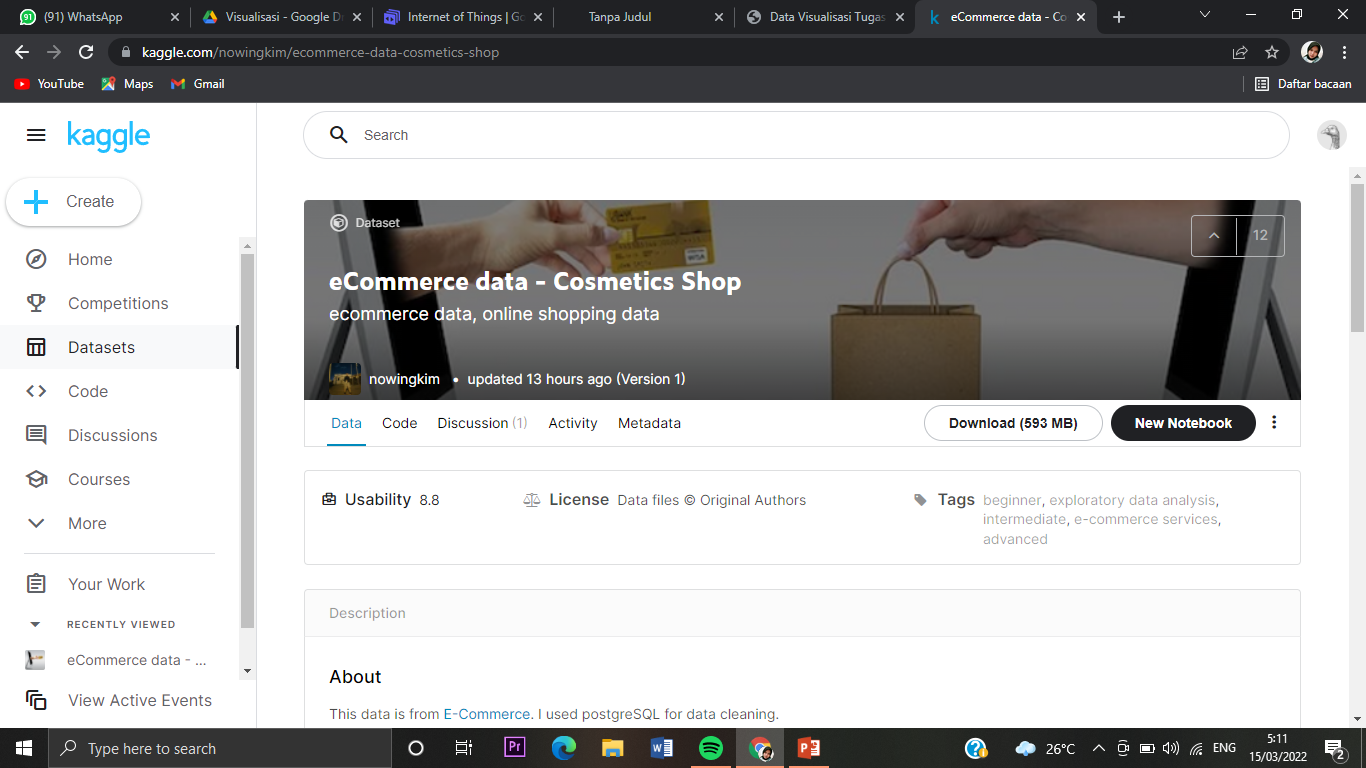 (91) WhatsApp
Visualisasi - Google Dr
Internet of Things | Go
Tanpa Judul
Data Visualisasi Tugas
eCommerce data - Co
kaggle.com/nowingkim/ecommerce-data-cosmetics-shop
YouTube
Maps
Gmail
Daftar bacaan
kaggle
Search
Create
Home
Competitions
Datasets
Code
Discussions
Courses
More
Your Work
RECENTLY VIEWED
eCommerce data - ...
View Active Events
Dataset
12
eCommerce data - Cosmetics Shop
ecommerce data, online shopping data
nowingkim • updated 13 hours ago (Version 1)
Data
Code
Discussion (1)
Activity
Metadata
Download (593 MB)
New Notebook
Usability 8.8
License Data files © Original Authors
Tags beginner, exploratory data analysis,
intermediate, e-commerce services,
advanced
Description
About
This data is from E-Commerce. I used postgreSQL for data cleaning.
Type here to search
Pr
26°C
ENG
5:11
15/03/2022
2